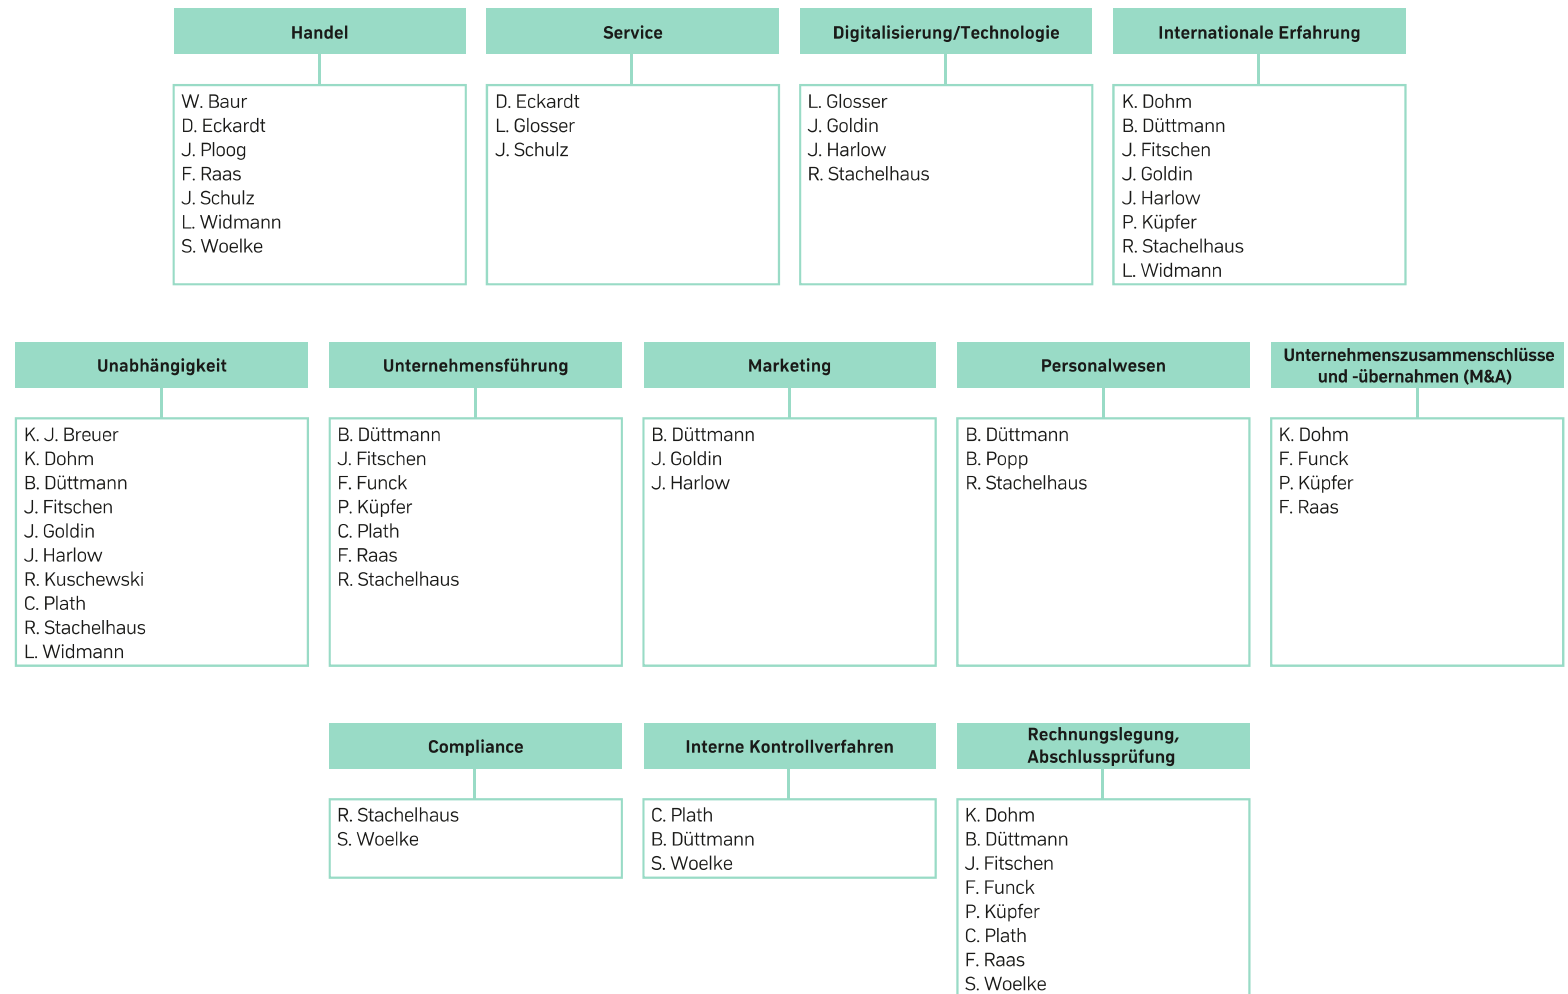 Handel
W. Baur
D. Eckardt
J. Ploog
F. Raas
J. Schulz
L. Widmann
S. Woelke
Service
D. Eckardt
L. Glosser
J. Schulz
Digitalisierung/Technologie
L. Glosser
J. Goldin
J. Harlow
R. Stachelhaus
Internationale Erfahrung
K. Dohm
B. Düttmann
J. Fitschen
J. Goldin
J. Harlow
P. Küpfer
R. Stachelhaus
L. Widmann
Unabhängigkeit
K. J. Breuer
K. Dohm
B. Düttmann
J. Fitschen
J. Goldin
J. Harlow
R. Kuschewski
C. Plath
R. Stachelhaus
L. Widmann
Unternehmensführung
B. Düttmann
J. Fitschen
F. Funck
P. Küpfer
C. Plath
F. Raas
R. Stachelhaus
Marketing
B. Düttmann
J. Goldin
J. Harlow
Personalwesen
B. Düttmann
B. Popp
R. Stachelhaus
Unternehmenszusammenschlüsse
und -übernahmen (M&A)
K. Dohm
F. Funck
P. Küpfer
F. Raas
Compliance
R. Stachelhaus
S. Woelke
Interne Kontrollverfahren
C. Plath
B. Düttmann
S. Woelke
Rechnungslegung,
Abschlussprüfung
K. Dohm
B. Düttmann
J. Fitschen
F. Funck
P. Küpfer
C. Plath
F. Raas
S. Woelke